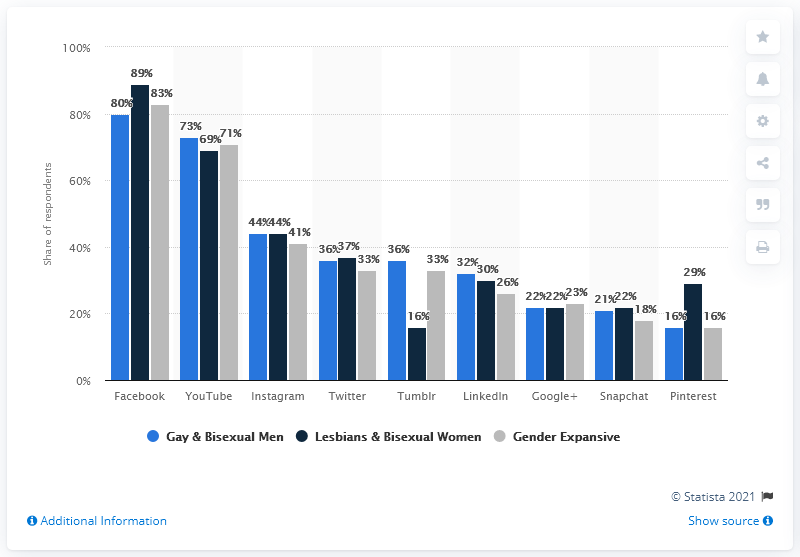 100%
80%
60%
40%
20%
0%
Share of respondents
80% 89% 83%
73% 69% 71%
44% 44% 41%
36% 37% 33%
36% 16% 33%
32% 30% 26%
22% 22% 23%
21% 22% 18%
16% 29% 16%
Facebook YouTube Instagram Twitter Tumblr LinkedIn Google+ Snapchat Pinterest
Gay & Bisexual Men Lesbians & Bisexual Women Gender Expansive
© Statista 2021
Additional Information Show source